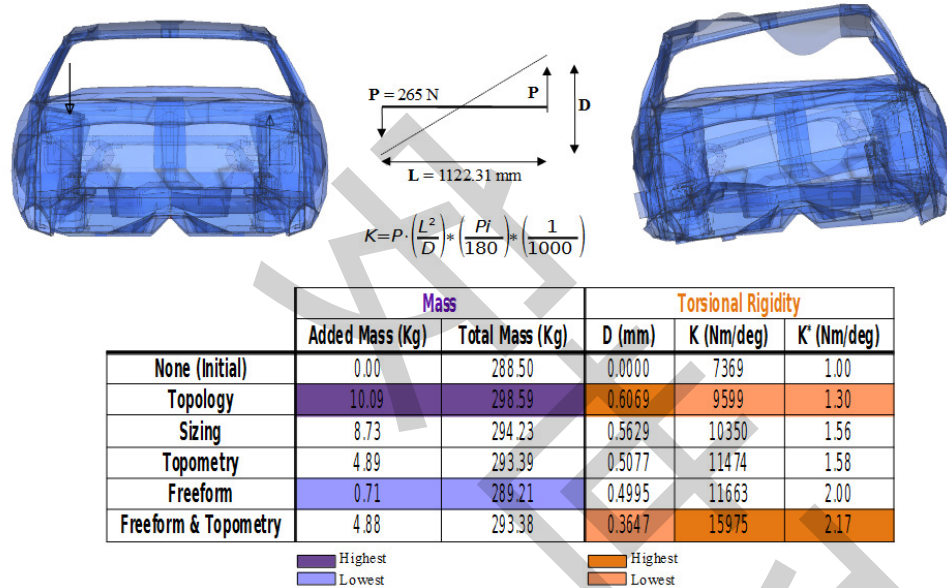 P = 265 N
P
D
L = 1122.31 mm
K=P·(L²/D)*(Pi/180)*(1/1000)
Mass Torsional Rigidity
Added Mass (Kg) Total Mass (Kg) D (mm) K (Nm/deg) K' (Nm/deg)
None (Initial) 0.00 288.50 0.0000 7369 1.00
Topology 10.09 298.59 0.6069 9599 1.30
Sizing 8.73 294.23 0.5629 10350 1.56
Topometry 4.89 293.39 0.5077 11474 1.58
Freeform 0.71 289.21 0.4995 11663 2.00
Freeform & Topometry 4.88 293.38 0.3647 15975 2.17
Highest Highest
Lowest Lowest